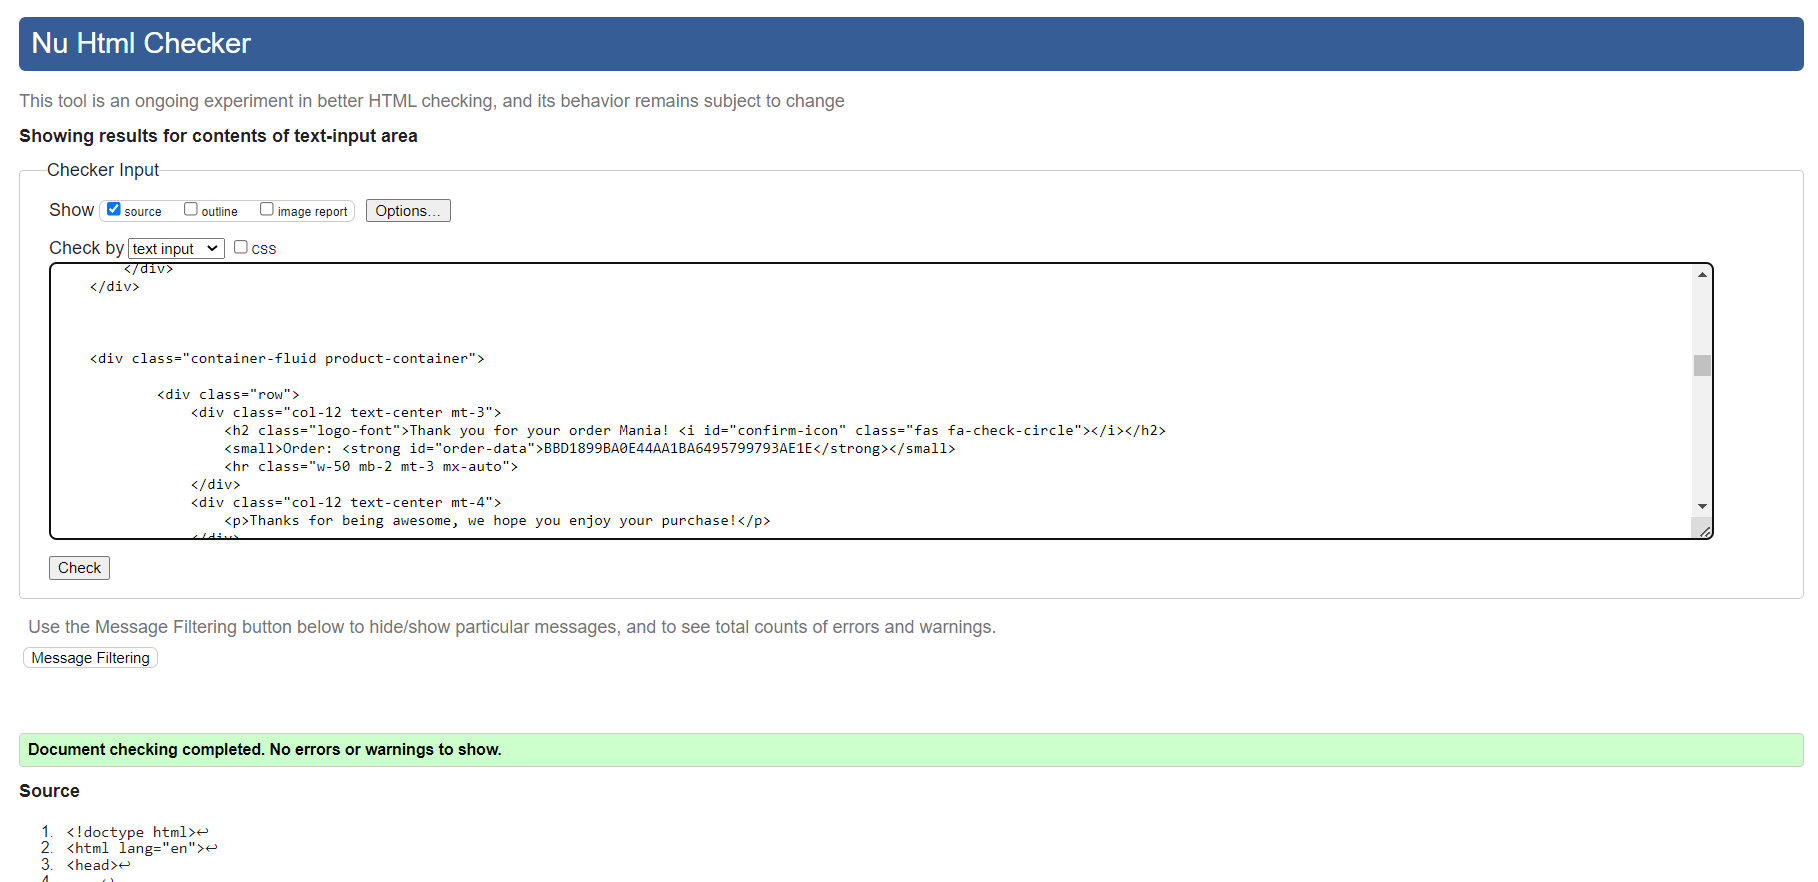 Nu Html Checker
This tool is an ongoing experiment in better HTML checking, and its behavior remains subject to change
Showing results for contents of text-input area
Checker Input
Show source outline image report Options...
Check by text input css
</div>
</div>
<div class="container-fluid product-container">
<div class="row">
<div class="col-12 text-center mt-3">
<h2 class="logo-font">Thank you for your order Mania! <i id="confirm-icon" class="fas fa-check-circle"></i></h2>
<small>Order: <strong id="order-data">BBD1899BA0E44AA1BA6495799793AE1E</strong></small>
<hr class="w-50 mb-2 mt-3 mx-auto">
</div>
<div class="col-12 text-center mt-4">
<p>Thanks for being awesome, we hope you enjoy your purchase!</p>
</div>
Check
Use the Message Filtering button below to hide/show particular messages, and to see total counts of errors and warnings.
Message Filtering
Document checking completed. No errors or warnings to show.
Source
1. <!doctype html>↩
2. <html lang="en">↩
3. <head>↩
4.